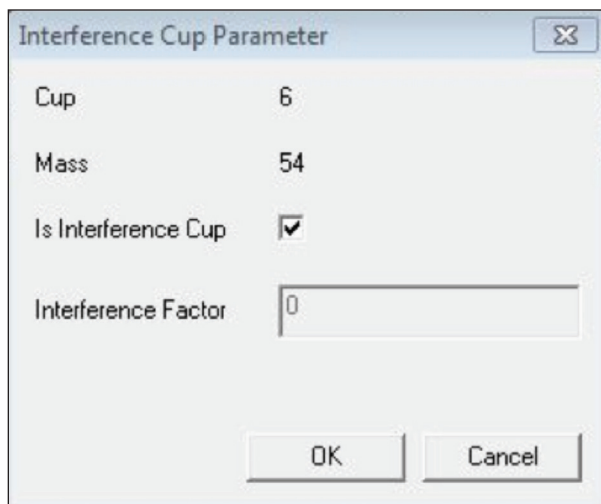 Interference Cup Parameter
Cup 6
Mass 54
Is Interference Cup
Interference Factor 0
OK Cancel